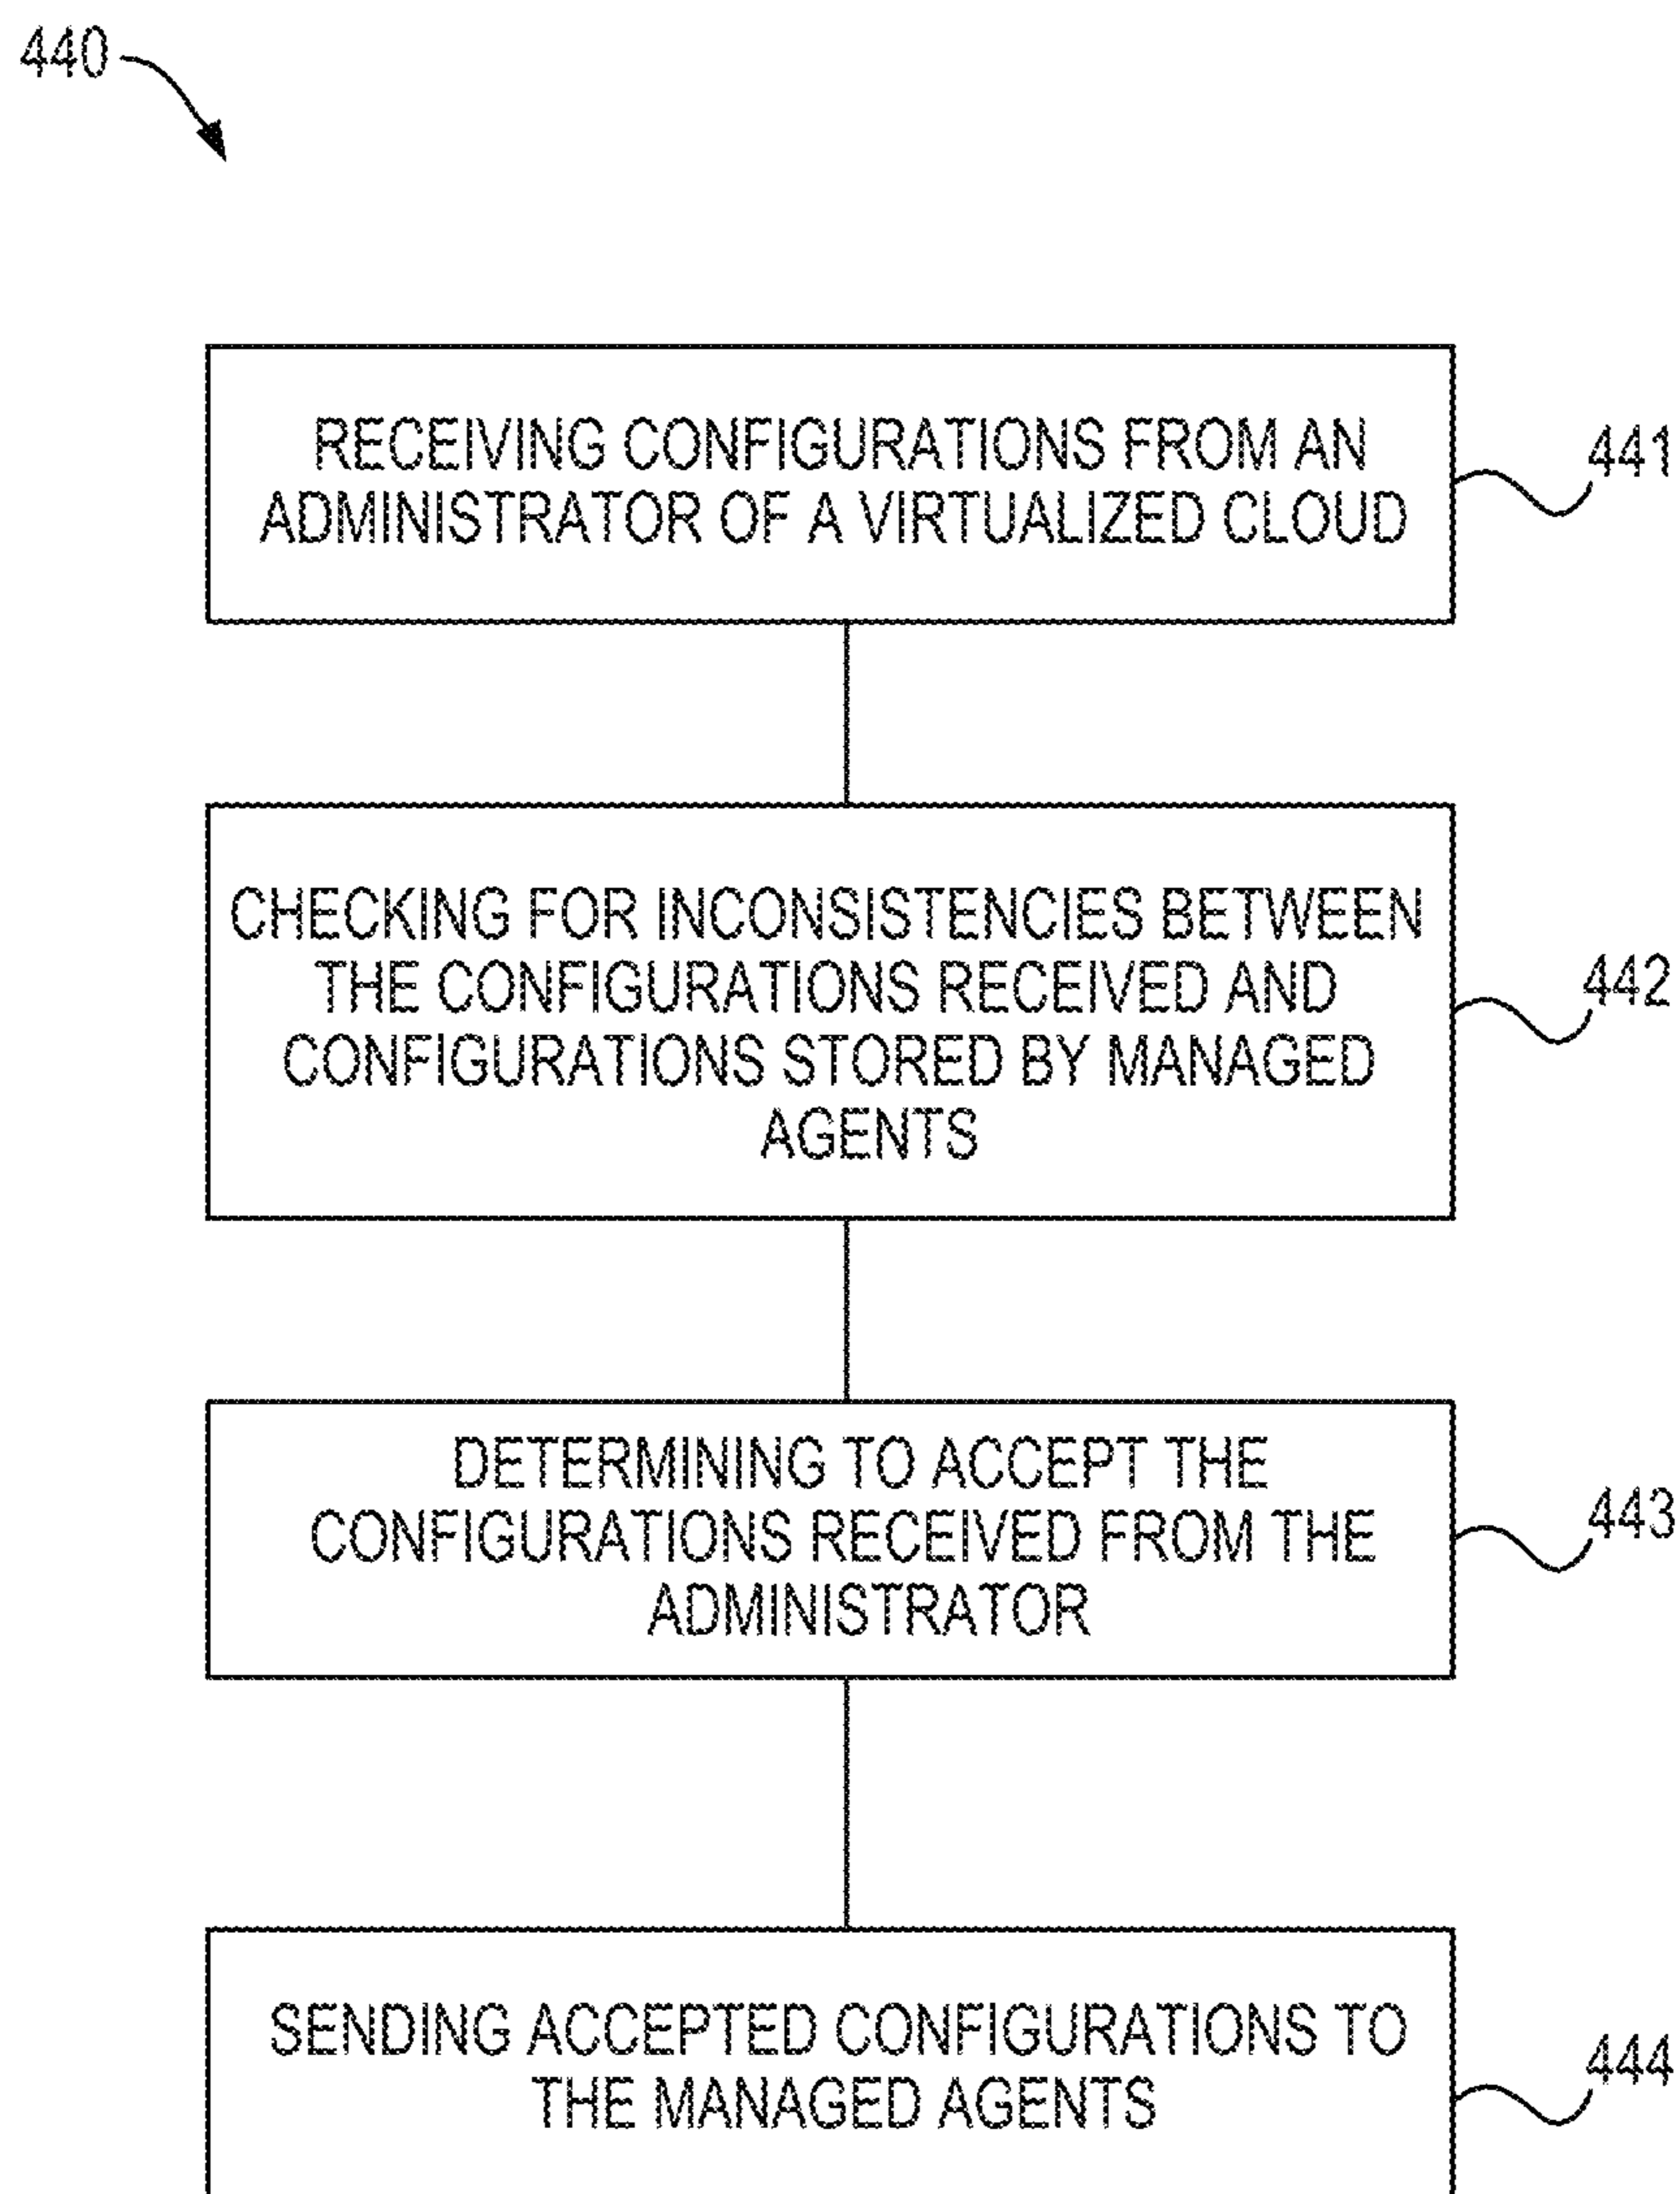 440
RECEIVING CONFIGURATIONS FROM AN
ADMINISTRATOR OF A VIRTUALIZED CLOUD
441
CHECKING FOR INCONSISTENCIES BETWEEN
THE CONFIGURATIONS RECEIVED AND
CONFIGURATIONS STORED BY MANAGED
AGENTS
442
DETERMINING TO ACCEPT THE
CONFIGURATIONS RECEIVED FROM THE
ADMINISTRATOR
443
SENDING ACCEPTED CONFIGURATIONS TO
THE MANAGED AGENTS
444